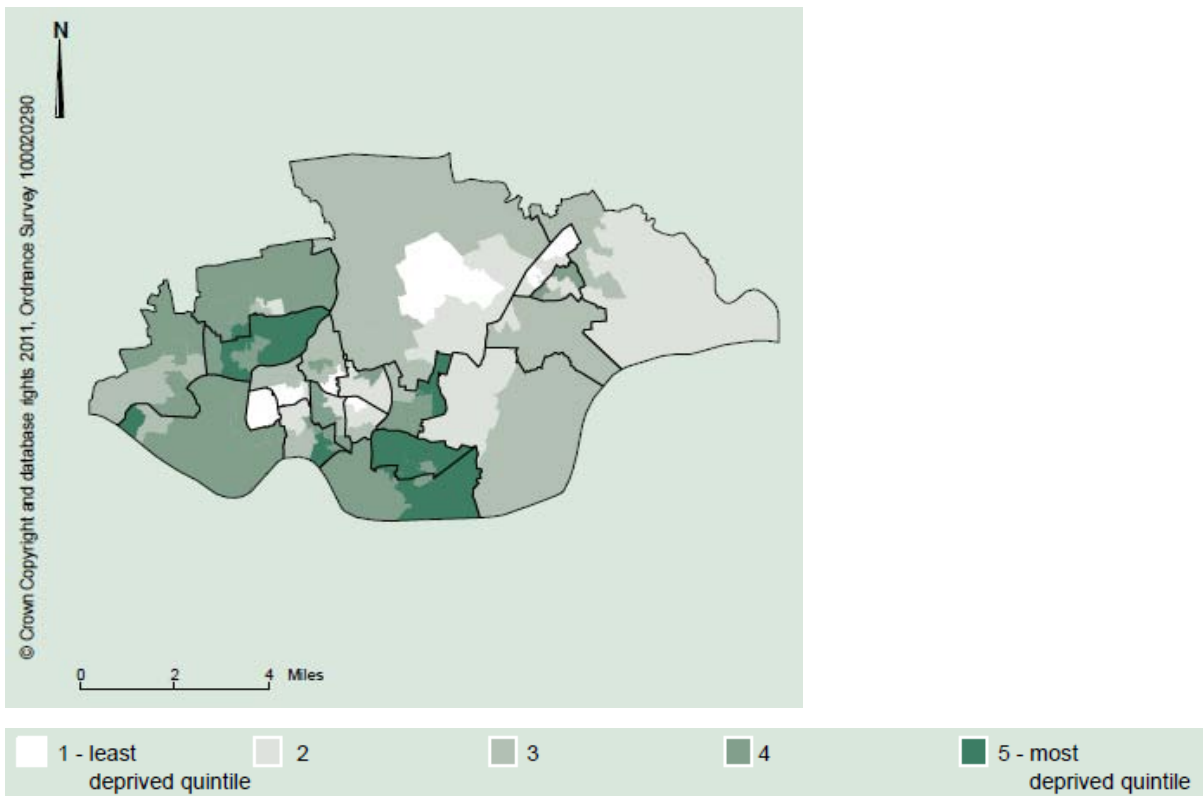 N
© Crown Copyright and database rights 2011, Ordnance Survey 100020290
0 2 4 Miles
1 - least
deprived quintile
2
3
4
5 - most
deprived quintile